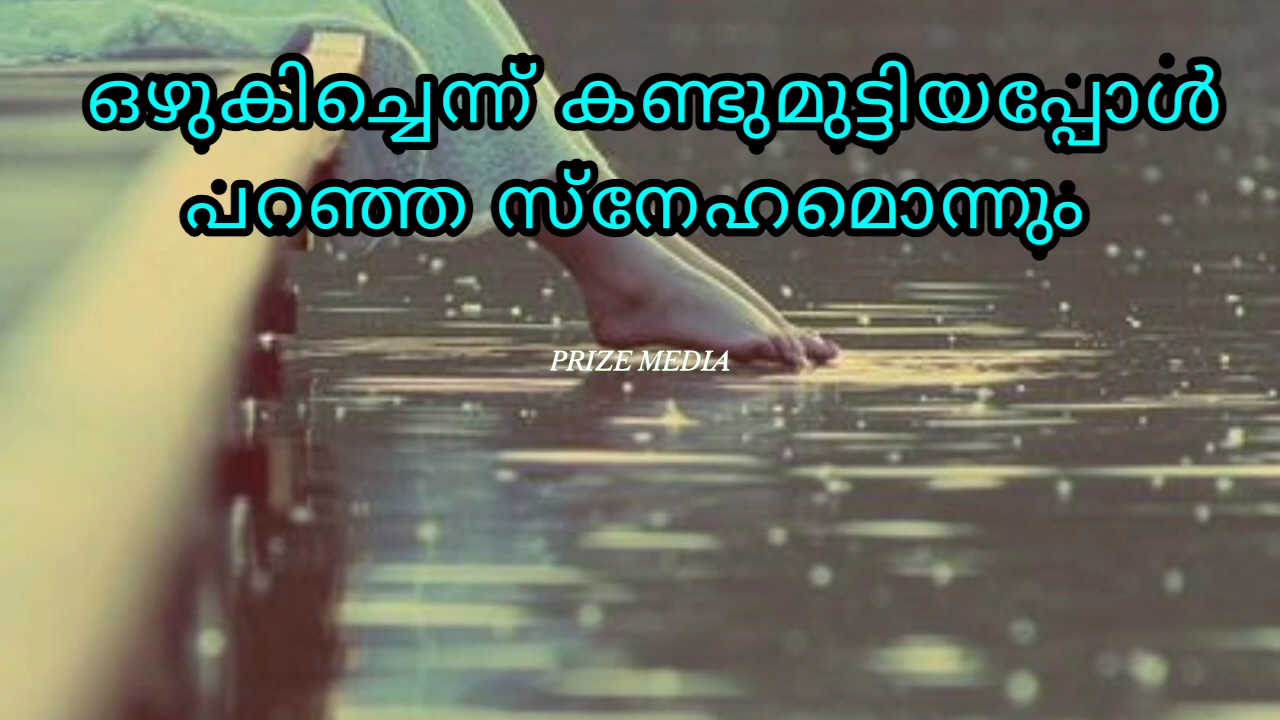 ഒഴുകിച്ചെന്ന് കണ്ടുമുട്ടിയപ്പോൾ
പറഞ്ഞ സ്നേഹമൊന്നും
PRIZE MEDIA